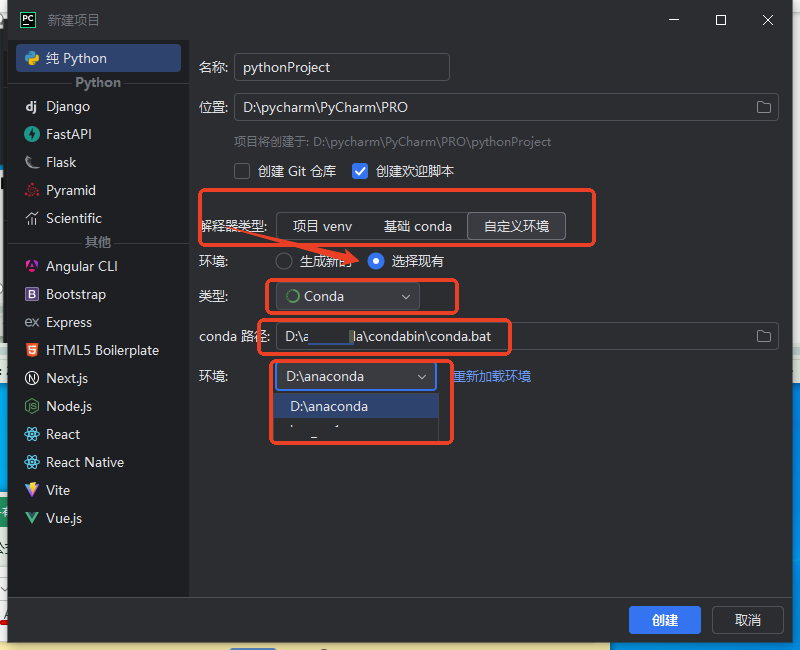 PC 新建项目
纯 Python
Python
dj Django
FastAPI
Flask
Pyramid
Scientific
其他
Angular CLI
B Bootstrap
ex Express
HTML5 Boilerplate
N Next.js
Node.js
React
React Native
Vite
Vue.js
名称: pythonProject
位置: D:\pycharm\PyCharm\PRO
项目将创建于: D:\pycharm\PyCharm\PRO\pythonProject
创建 Git 仓库 创建欢迎脚本
解释器类型: 项目 venv 基础 conda 自定义环境
环境: 生成新的 选择现有
类型: Conda
conda 路径: la\condabin\conda.bat
环境: D:\anaconda 重新加载环境
D:\anaconda
创建 取消